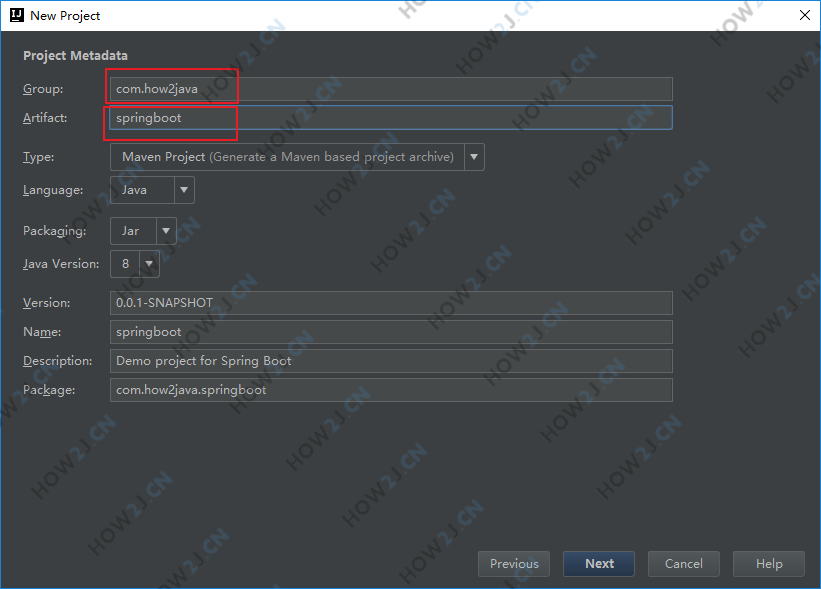 New Project
Project Metadata
Group: com.how2java
Artifact: springboot
Type: Maven Project (Generate a Maven based project archive)
Language: Java
Packaging: Jar
Java Version: 8
Version: 0.0.1-SNAPSHOT
Name: springboot
Description: Demo project for Spring Boot
Package: com.how2java.springboot
Previous Next Cancel Help
HOW2J.CN